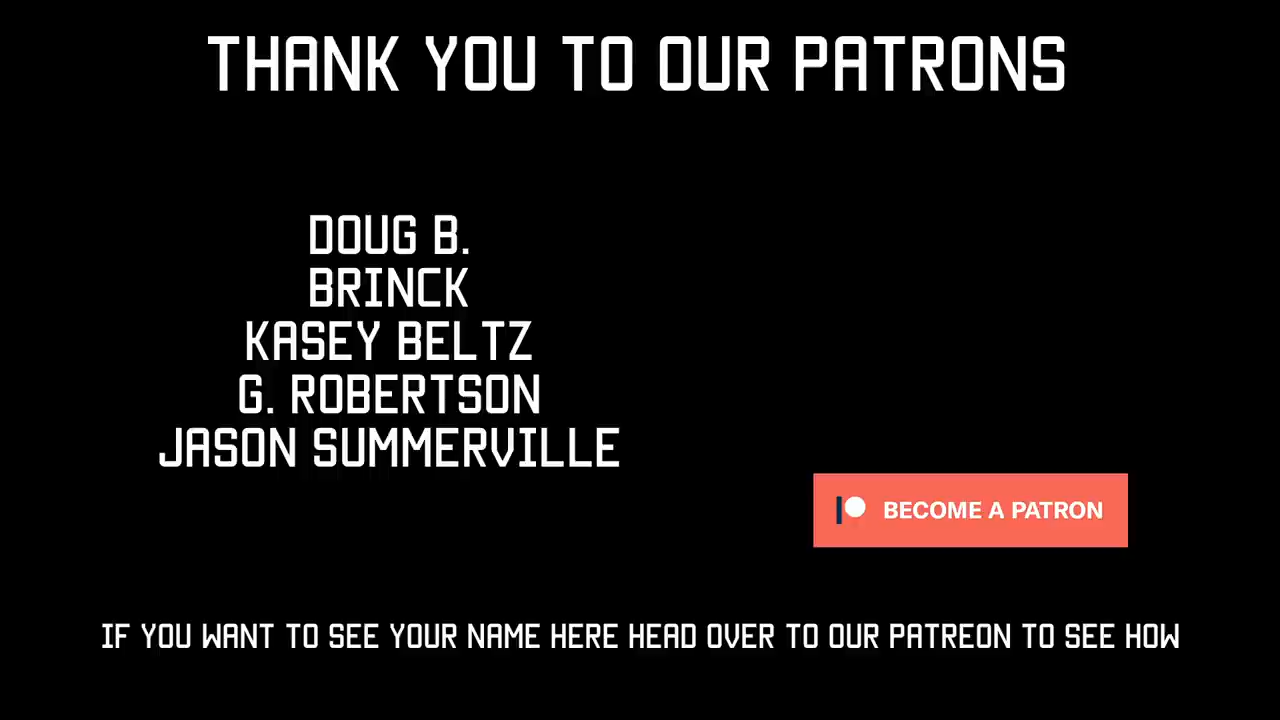 THANK YOU TO OUR PATRONS
DOUG B.
BRINCK
KASEY BELTZ
G. ROBERTSON
JASON SUMMERVILLE
BECOME A PATRON
IF YOU WANT TO SEE YOUR NAME HERE HEAD OVER TO OUR PATREON TO SEE HOW